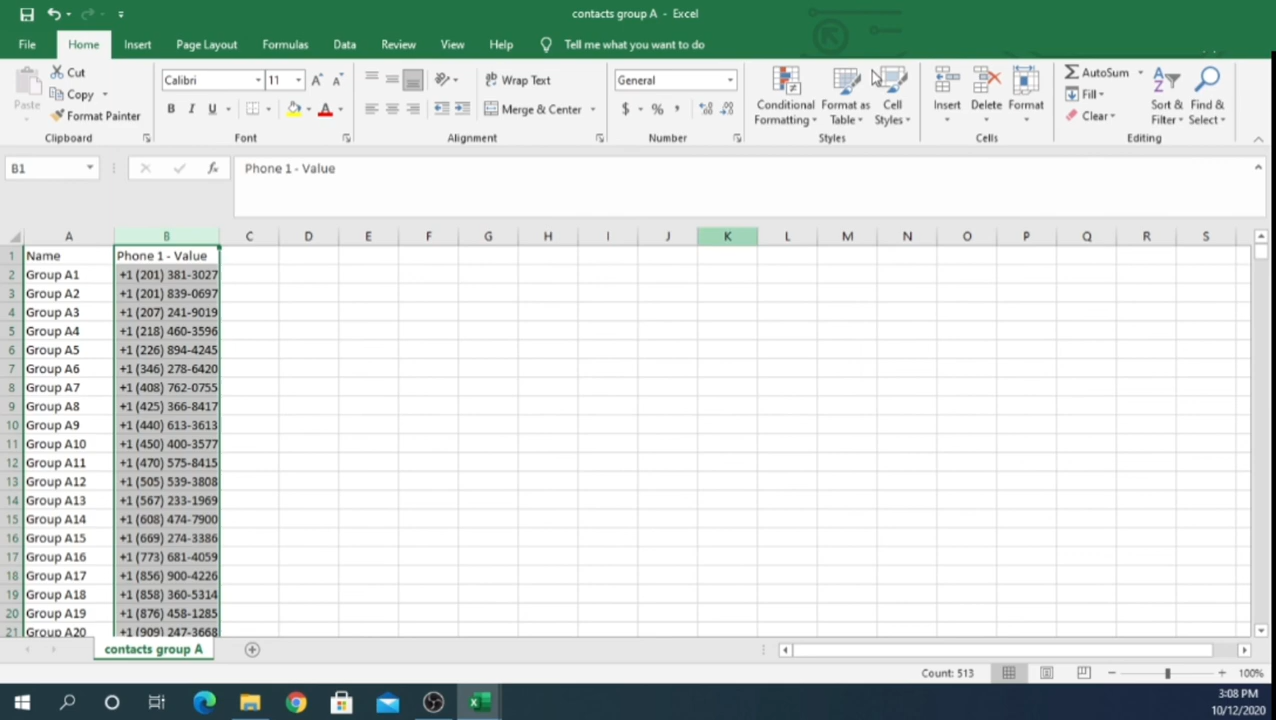 contacts group A - Excel
File Home Insert Page Layout Formulas Data Review View Help Tell me what you want to do
Paste
Cut
Copy
Format Painter
Clipboard
Calibri 11
B I U
Font
Wrap Text
Merge & Center
Alignment
General
$ % ,
Number
Conditional Formatting
Format as Table
Cell Styles
Styles
Insert Delete Format
Cells
AutoSum
Fill
Clear
Sort & Filter
Find & Select
Editing
B1 fx Phone 1 - Value
A B C D E F G H I J K L M N O P Q R S
1 Name Phone 1 - Value
2 Group A1 +1 (201) 381-3027
3 Group A2 +1 (201) 839-0697
4 Group A3 +1 (207) 241-9019
5 Group A4 +1 (218) 460-3596
6 Group A5 +1 (226) 894-4245
7 Group A6 +1 (346) 278-6420
8 Group A7 +1 (408) 762-0755
9 Group A8 +1 (425) 366-8417
10 Group A9 +1 (440) 613-3613
11 Group A10 +1 (450) 400-3577
12 Group A11 +1 (470) 575-8415
13 Group A12 +1 (505) 539-3808
14 Group A13 +1 (567) 233-1969
15 Group A14 +1 (608) 474-7900
16 Group A15 +1 (669) 274-3386
17 Group A16 +1 (773) 681-4059
18 Group A17 +1 (856) 900-4226
19 Group A18 +1 (858) 360-5314
20 Group A19 +1 (876) 458-1285
21 Group A20 +1 (909) 247-3668
contacts group A
Count: 513 100%
3:08 PM
10/12/2020